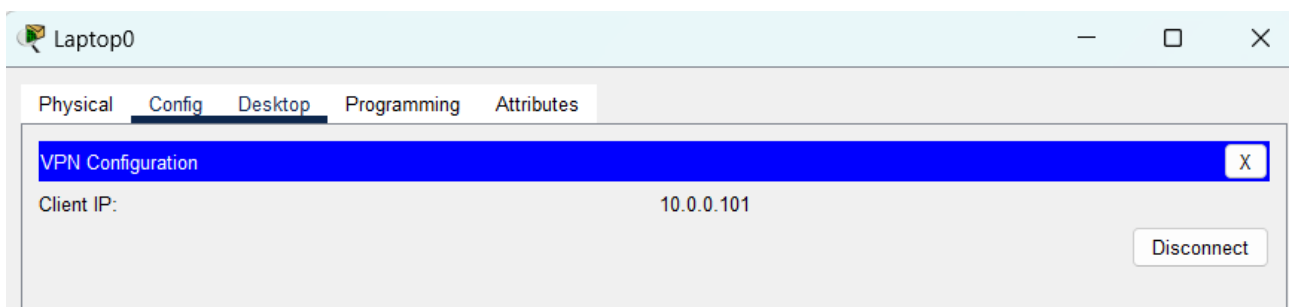 Laptop0
Physical Config Desktop Programming Attributes
VPN Configuration X
Client IP: 10.0.0.101
Disconnect